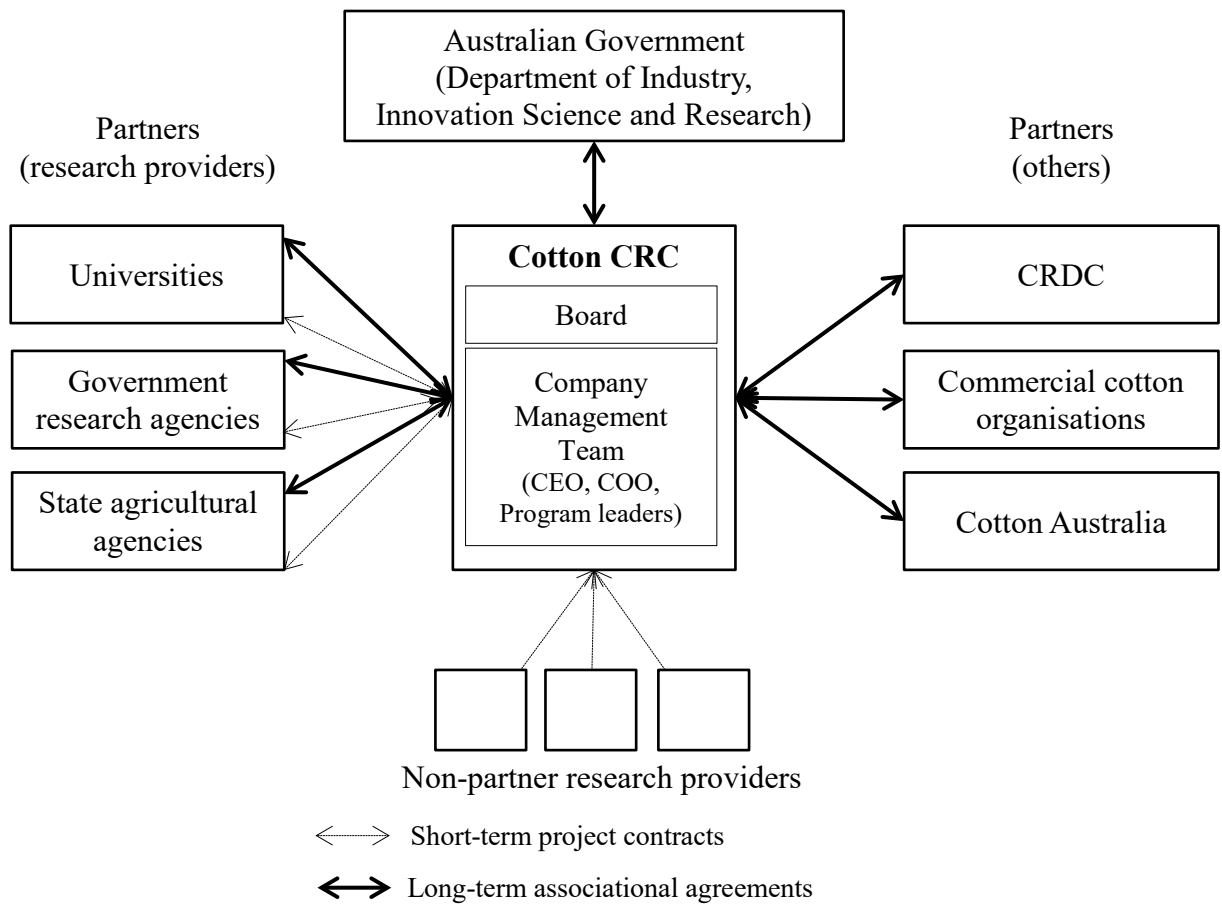 Australian Government
(Department of Industry,
Innovation Science and Research)
Partners
(research providers)
Partners
(others)
Universities
Government
research agencies
State agricultural
agencies
Cotton CRC
Board
Company
Management
Team
(CEO, COO,
Program leaders)
CRDC
Commercial cotton
organisations
Cotton Australia
Non-partner research providers
Short-term project contracts
Long-term associational agreements